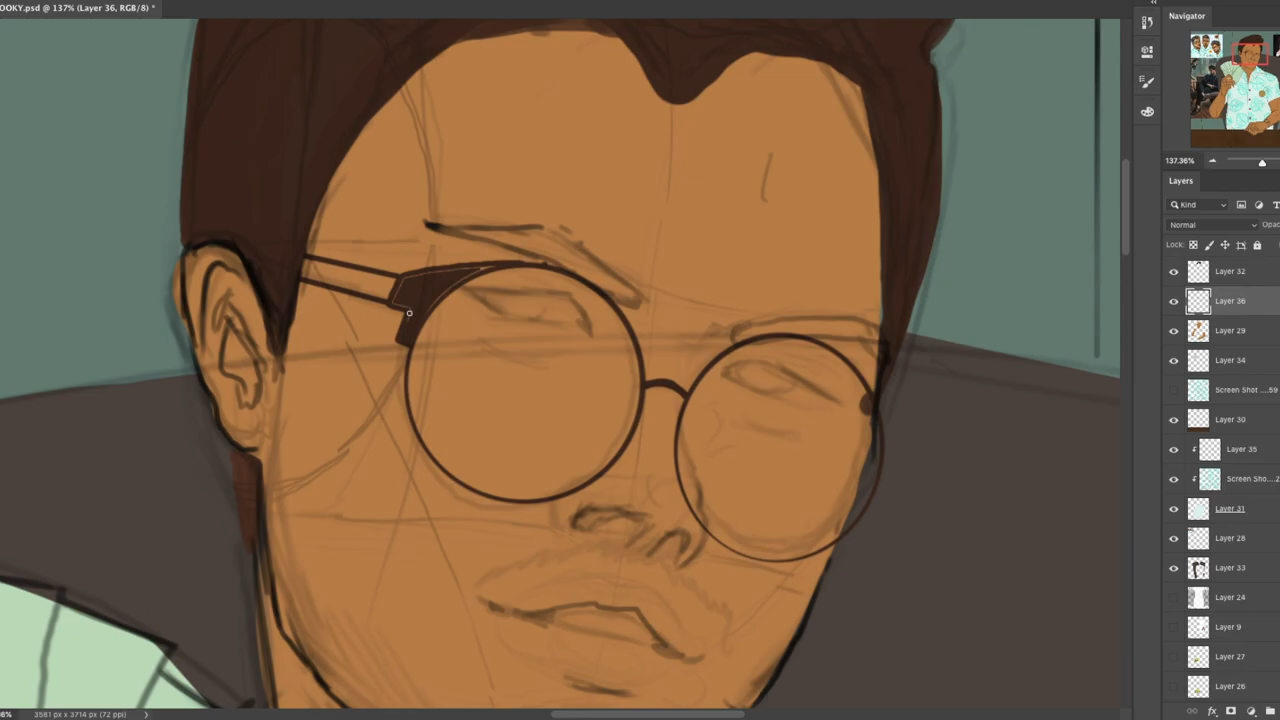 OOKY.psd @ 137% (Layer 36, RGB/8) *
Navigator
137.36%
Layers
Kind
Normal
Opac
Lock:
Layer 32
Layer 36
Layer 29
Layer 34
Screen Shot ....59
Layer 30
Layer 35
Screen Sho....2
Layer 31
Layer 28
Layer 33
Layer 24
Layer 9
Layer 27
Layer 26
fx
36% 3581 px x 3714 px (72 ppi)